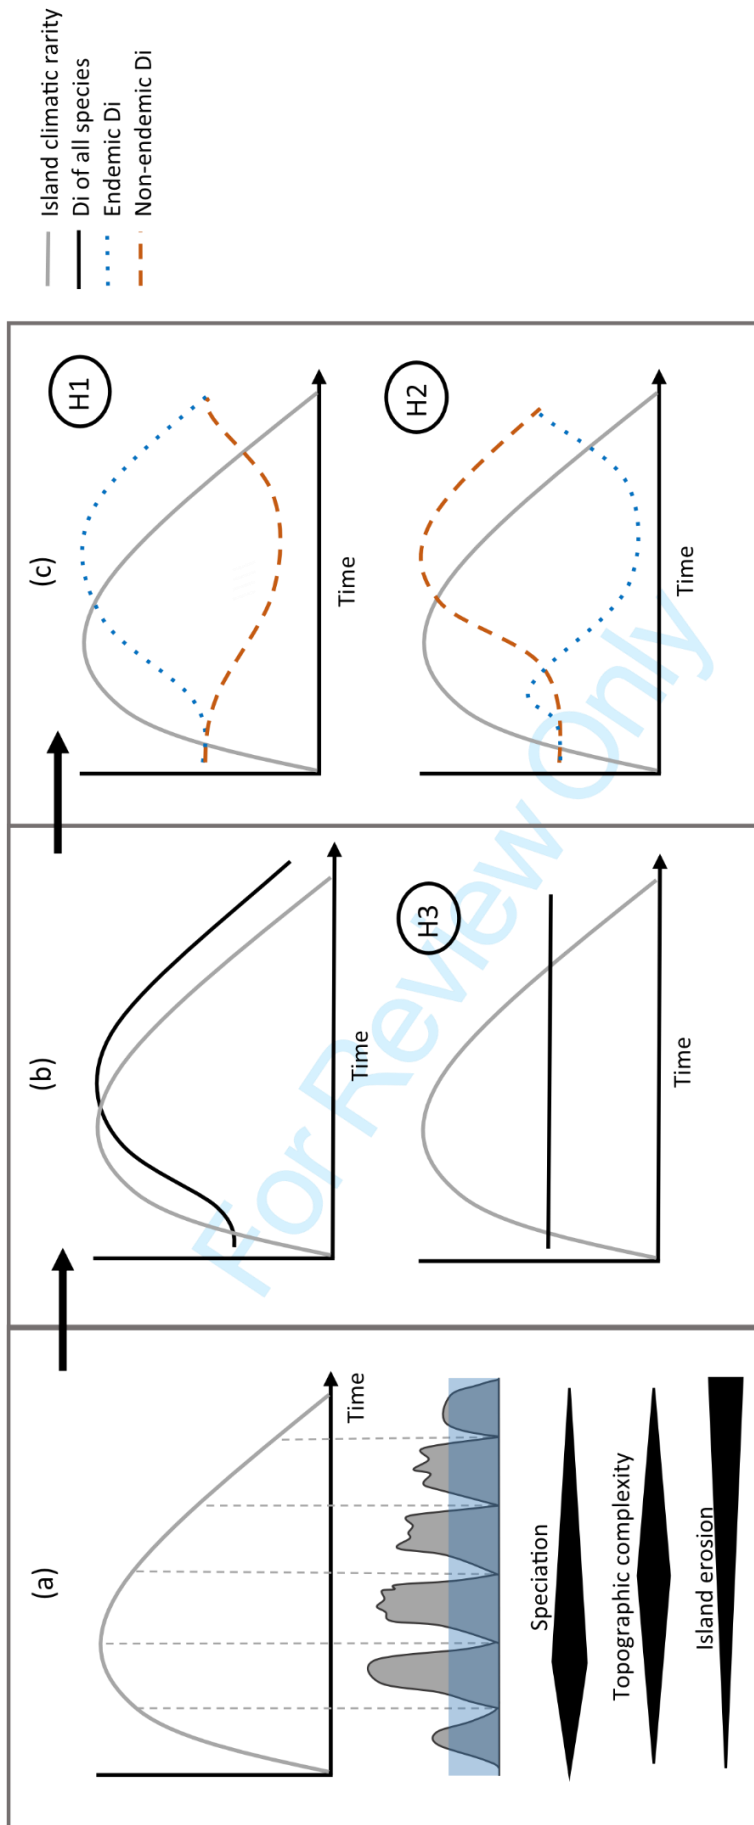 (a)
Time
Speciation
Topographic complexity
Island erosion
(b)
Time
H3
Time
(c)
H1
Time
H2
Time
Island climatic rarity
Di of all species
Endemic Di
Non-endemic Di
For Review Only